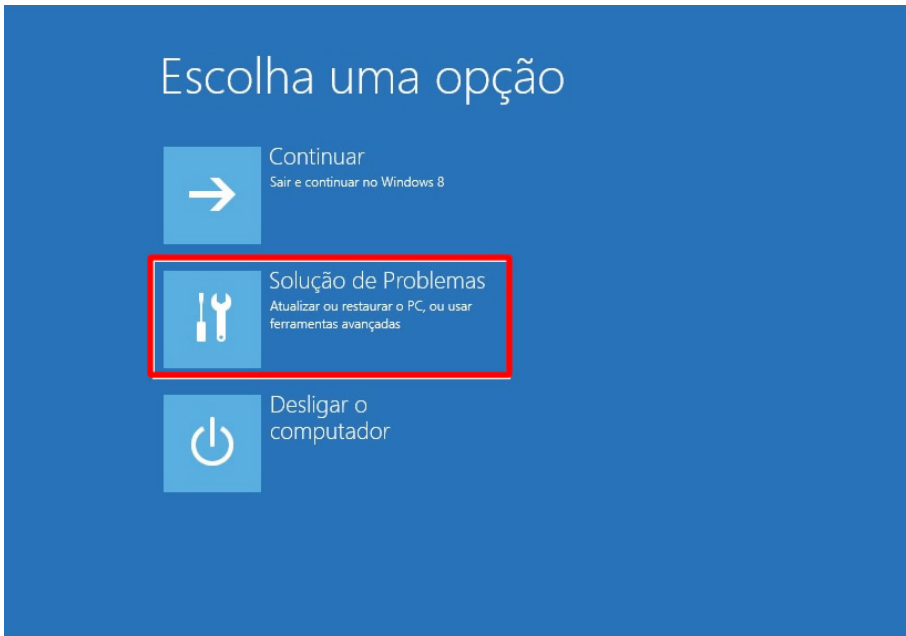 Escolha uma opção
Continuar
Sair e continuar no Windows 8
Solução de Problemas
Atualizar ou restaurar o PC, ou usar
ferramentas avançadas
Desligar o
computador